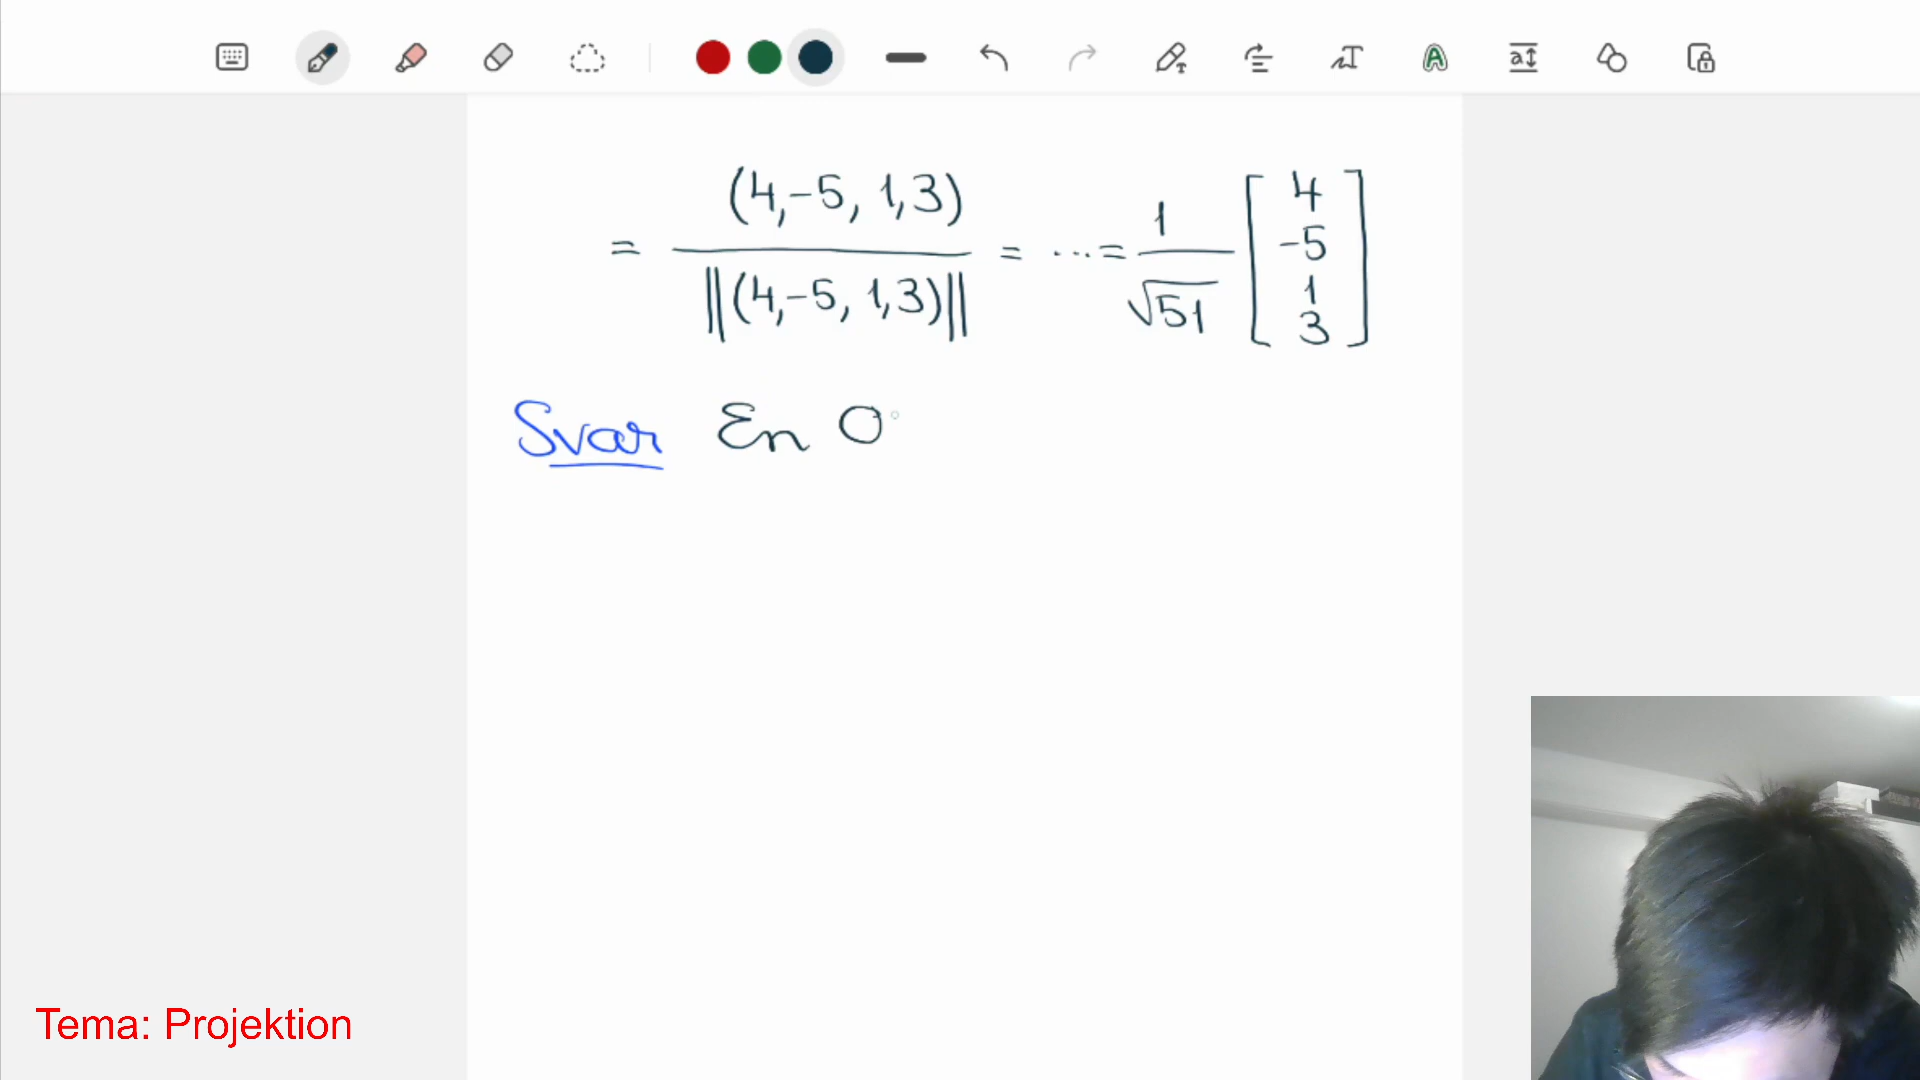 = (4,-5, 1,3) / ||(4,-5, 1,3)|| = ... = 1/√51 [4 -5 1 3]
Svar En O
Tema: Projektion